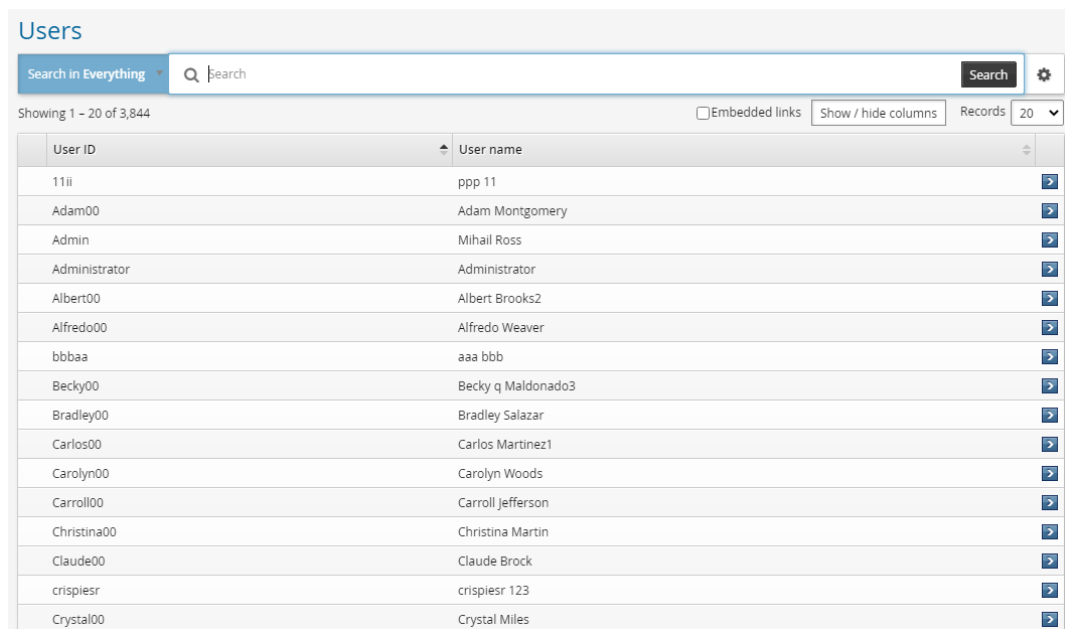 Users
Search in Everything Search Search
Showing 1 – 20 of 3,844 Embedded links Show / hide columns Records 20
User ID User name
11ii ppp 11
Adam00 Adam Montgomery
Admin Mihail Ross
Administrator Administrator
Albert00 Albert Brooks2
Alfredo00 Alfredo Weaver
bbbaa aaa bbb
Becky00 Becky q Maldonado3
Bradley00 Bradley Salazar
Carlos00 Carlos Martinez1
Carolyn00 Carolyn Woods
Carroll00 Carroll Jefferson
Christina00 Christina Martin
Claude00 Claude Brock
crispiesr crispiesr 123
Crystal00 Crystal Miles